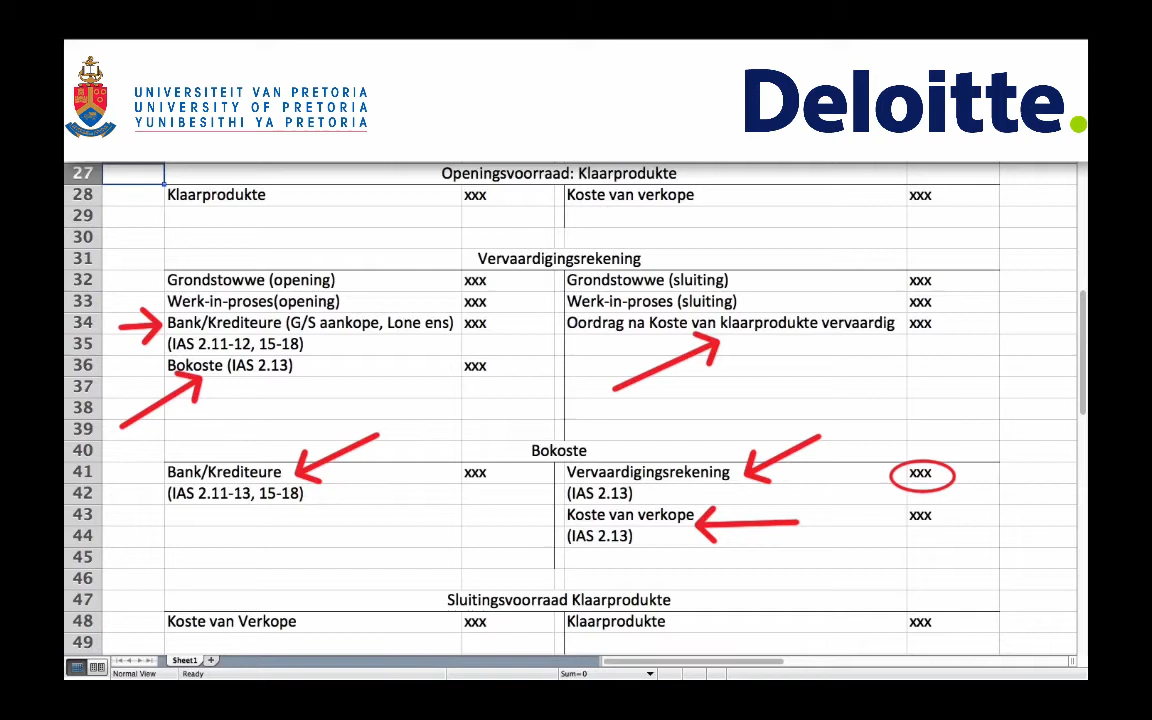 UNIVERSITEIT VAN PRETORIA
UNIVERSITY OF PRETORIA
YUNIBESITHI YA PRETORIA
Deloitte.
27 Openingsvoorraad: Klaarprodukte
28 Klaarprodukte xxx Koste van verkope xxx
29
30
31 Vervaardigingsrekening
32 Grondstowwe (opening) xxx Grondstowwe (sluiting) xxx
33 Werk-in-proses(opening) xxx Werk-in-proses (sluiting) xxx
34 Bank/Krediteure (G/S aankope, Lone ens) xxx Oordrag na Koste van klaarprodukte vervaardig xxx
35 (IAS 2.11-12, 15-18)
36 Bokoste (IAS 2.13) xxx
37
38
39
40 Bokoste
41 Bank/Krediteure xxx Vervaardigingsrekening xxx
42 (IAS 2.11-13, 15-18) (IAS 2.13)
43 Koste van verkope xxx
44 (IAS 2.13)
45
46
47 Sluitingsvoorraad Klaarprodukte
48 Koste van Verkope xxx Klaarprodukte xxx
49
Sheet1
Normal View Ready Sum=0